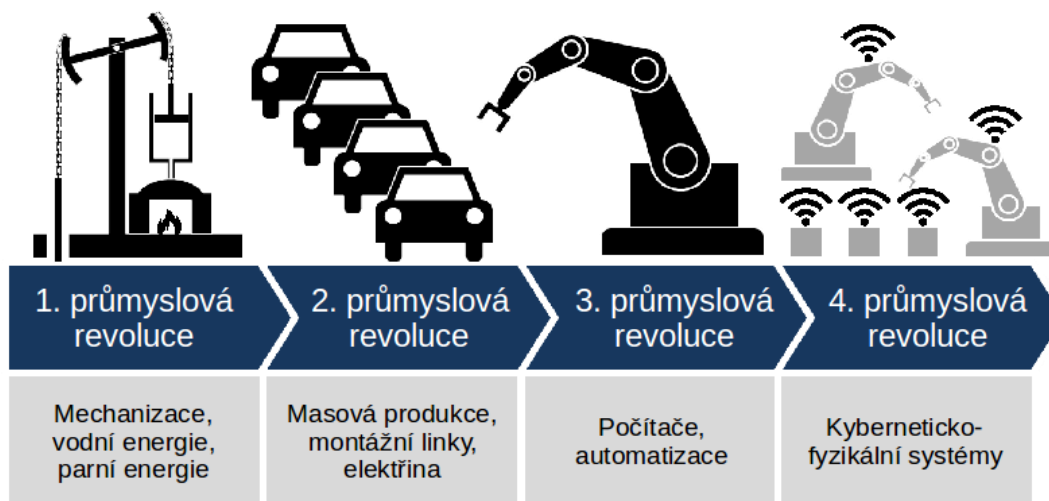 1. průmyslová
revoluce
2. průmyslová
revoluce
3. průmyslová
revoluce
4. průmyslová
revoluce
Mechanizace,
vodní energie,
parní energie
Masová produkce,
montážní linky,
elektřina
Počítače,
automatizace
Kyberneticko-
fyzikální systémy